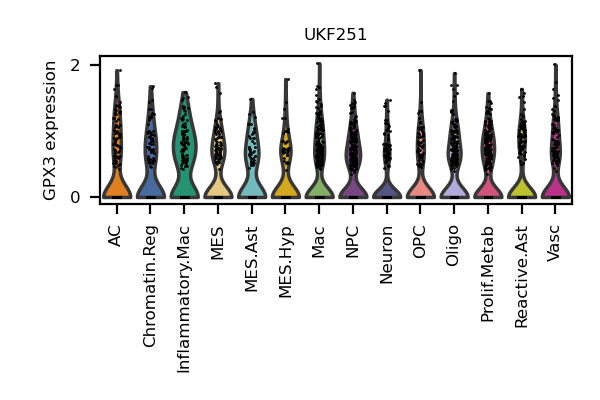 UKF251
GPX3 expression
2
0
AC
Chromatin.Reg
Inflammatory.Mac
MES
MES.Ast
MES.Hyp
Mac
NPC
Neuron
OPC
Oligo
Prolif.Metab
Reactive.Ast
Vasc